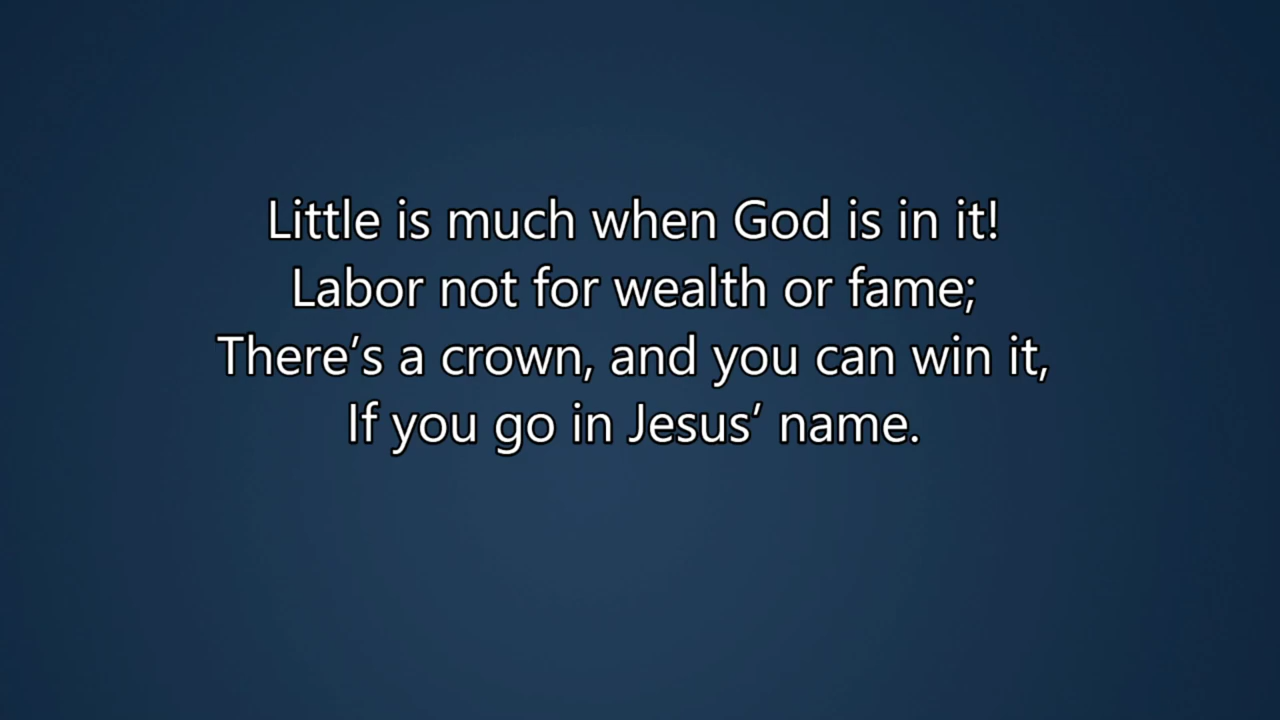 Little is much when God is in it!
Labor not for wealth or fame;
There’s a crown, and you can win it,
If you go in Jesus’ name.